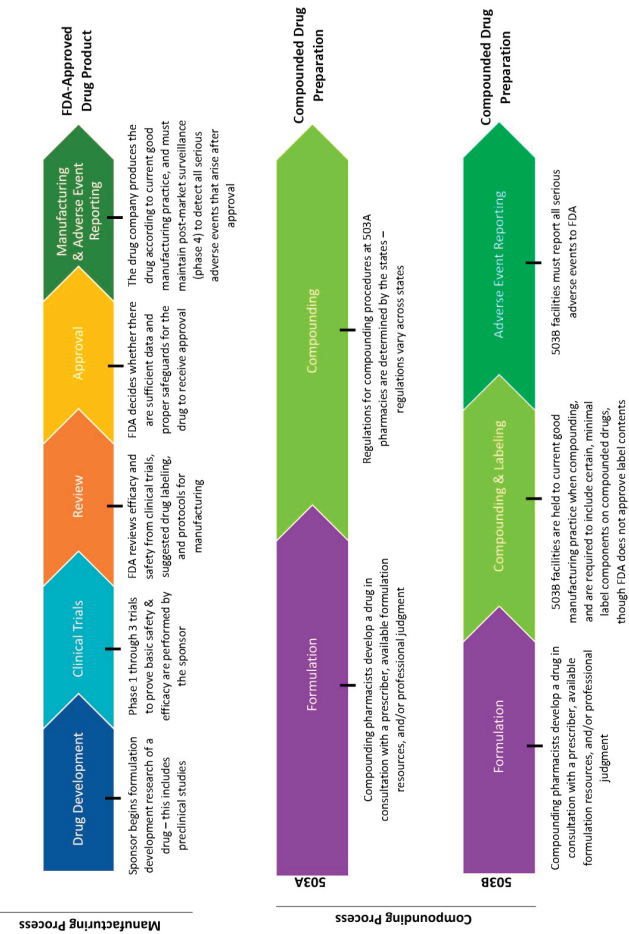 Manufacturing Process
Drug Development
Sponsor begins formulation
development research of a
drug – this includes
preclinical studies
Clinical Trials
Phase 1 through 3 trials
to prove basic safety &
efficacy are performed by
the sponsor
Review
FDA reviews efficacy and
safety from clinical trials,
suggested drug labeling,
and protocols for
manufacturing
Approval
FDA decides whether there
are sufficient data and
proper safeguards for the
drug to receive approval
Manufacturing
& Adverse Event
Reporting
The drug company produces the
drug according to current good
manufacturing practice, and must
maintain post-market surveillance
(phase 4) to detect all serious
adverse events that arise after
approval
FDA-Approved
Drug Product
Compounding Process
503A
Formulation
Compounding pharmacists develop a drug in
consultation with a prescriber, available formulation
resources, and/or professional judgment
Compounding
Regulations for compounding procedures at 503A
pharmacies are determined by the states –
regulations vary across states
Compounded Drug
Preparation
503B
Formulation
Compounding pharmacists develop a drug in
consultation with a prescriber, available
formulation resources, and/or professional
judgment
Compounding & Labeling
503B facilities are held to current good
manufacturing practice when compounding,
and are required to include certain, minimal
label components on compounded drugs,
though FDA does not approve label contents
Adverse Event Reporting
503B facilities must report all serious
adverse events to FDA
Compounded Drug
Preparation